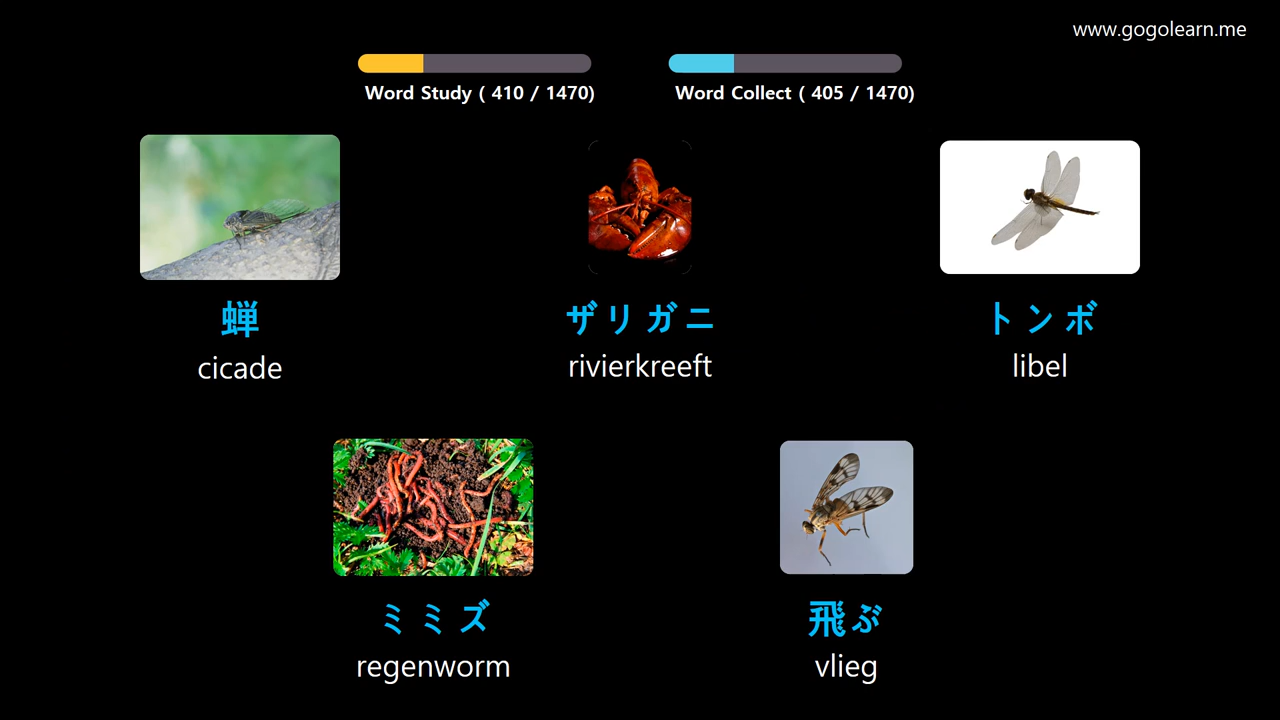 www.gogolearn.me
Word Study ( 410 / 1470)
Word Collect ( 405 / 1470)
蝉
cicade
ザリガニ
rivierkreeft
トンボ
libel
ミミズ
regenworm
飛ぶ
vlieg